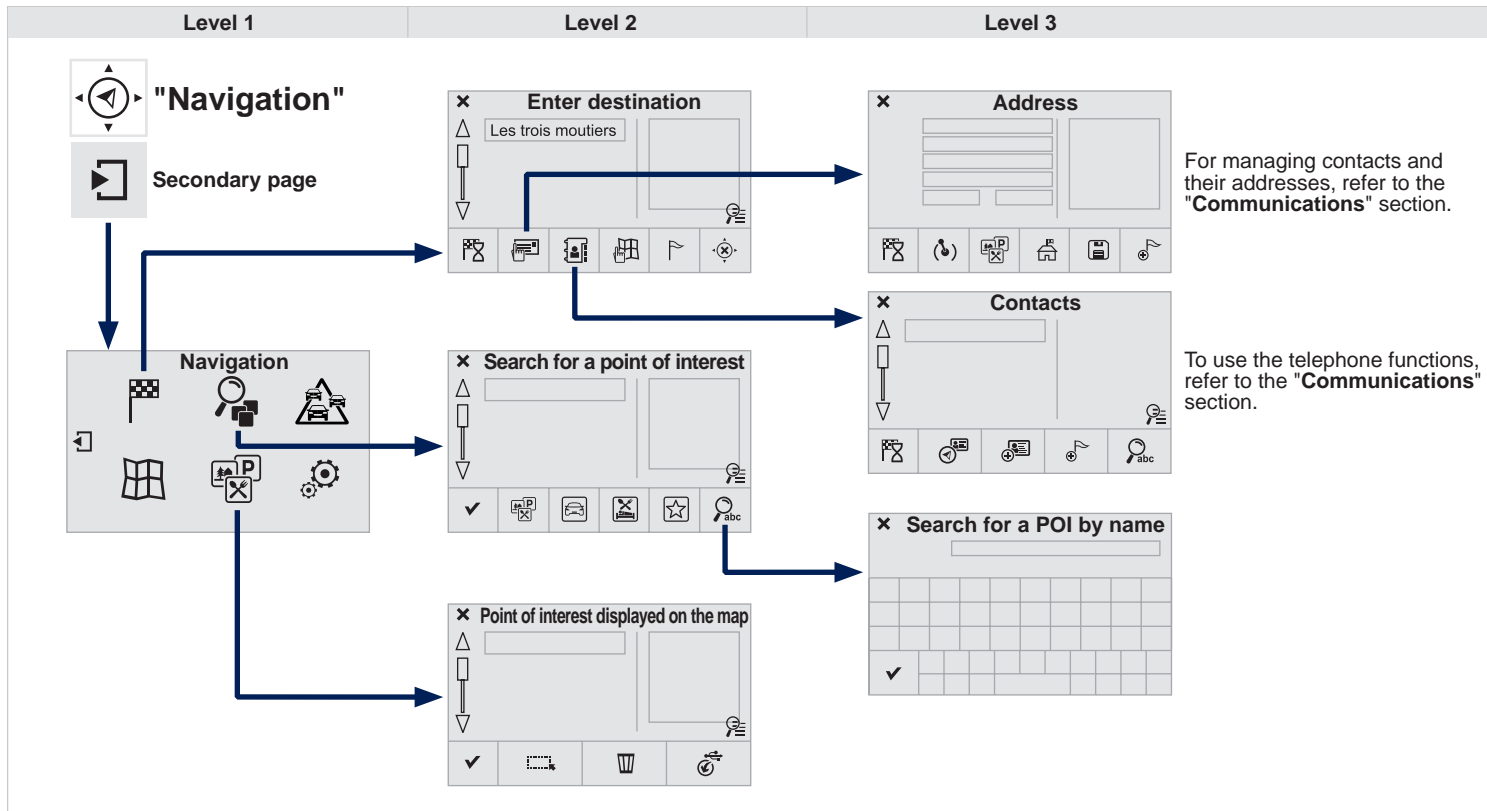 Level 1
Level 2
Level 3
"Navigation"
Secondary page
Navigation
P
Enter destination
Les trois moutiers
Search for a point of interest
P
abc
Point of interest displayed on the map
Address
P
For managing contacts and
their addresses, refer to the
"Communications" section.
Contacts
abc
To use the telephone functions,
refer to the "Communications"
section.
Search for a POI by name